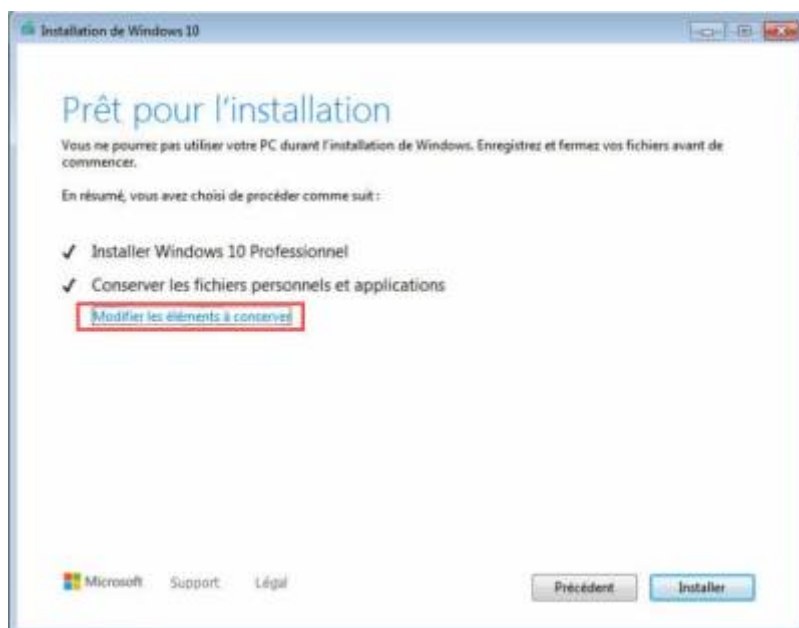 Installation de Windows 10
Prêt pour l'installation
Vous ne pourrez pas utiliser votre PC durant l'installation de Windows. Enregistrez et fermez vos fichiers avant de
commencer.
En résumé, vous avez choisi de procéder comme suit :
✓ Installer Windows 10 Professionnel
✓ Conserver les fichiers personnels et applications
Modifier les éléments à conserver
Microsoft Support Légal
Précédent Installer